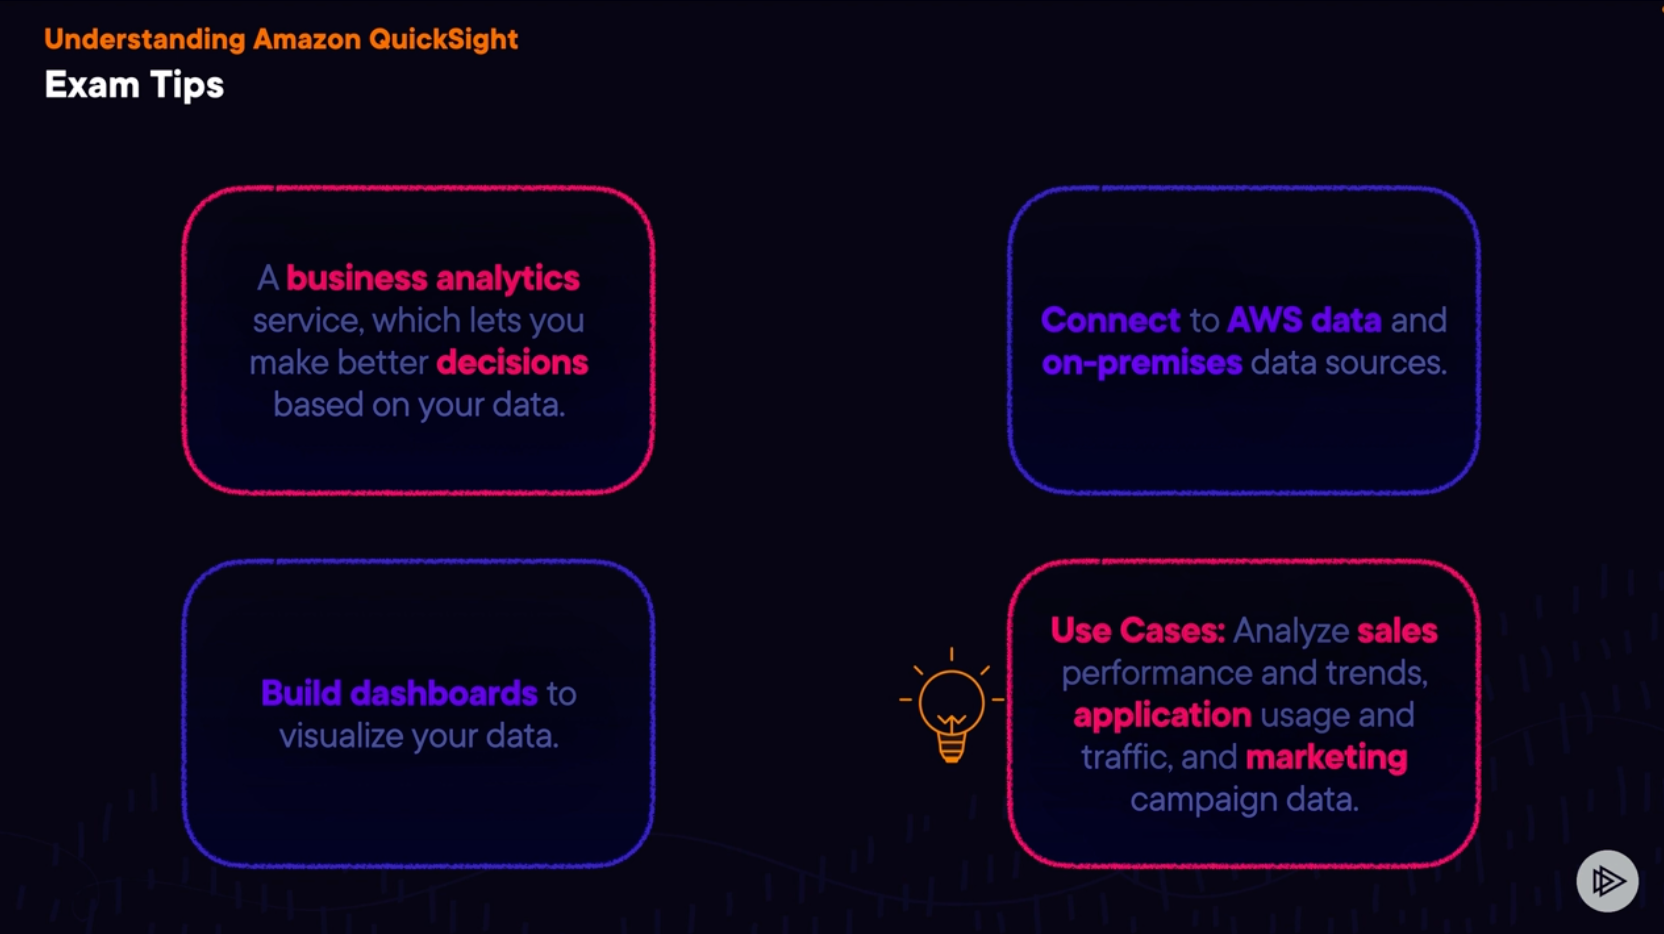 Understanding Amazon QuickSight
Exam Tips
A business analytics
service, which lets you
make better decisions
based on your data.
Connect to AWS data and
on-premises data sources.
Build dashboards to
visualize your data.
Use Cases: Analyze sales
performance and trends,
application usage and
traffic, and marketing
campaign data.